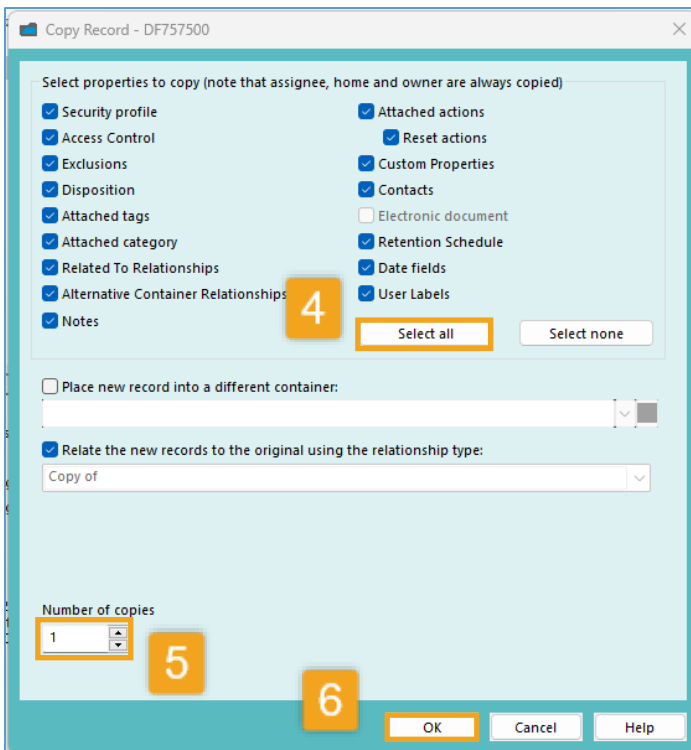 Copy Record - DF757500
Select properties to copy (note that assignee, home and owner are always copied)
Security profile
Access Control
Exclusions
Disposition
Attached tags
Attached category
Related To Relationships
Alternative Container Relationships
Notes
Attached actions
Reset actions
Custom Properties
Contacts
Electronic document
Retention Schedule
Date fields
User Labels
4
Select all
Select none
Place new record into a different container:
Relate the new records to the original using the relationship type:
Copy of
Number of copies
1
5
6
OK
Cancel
Help